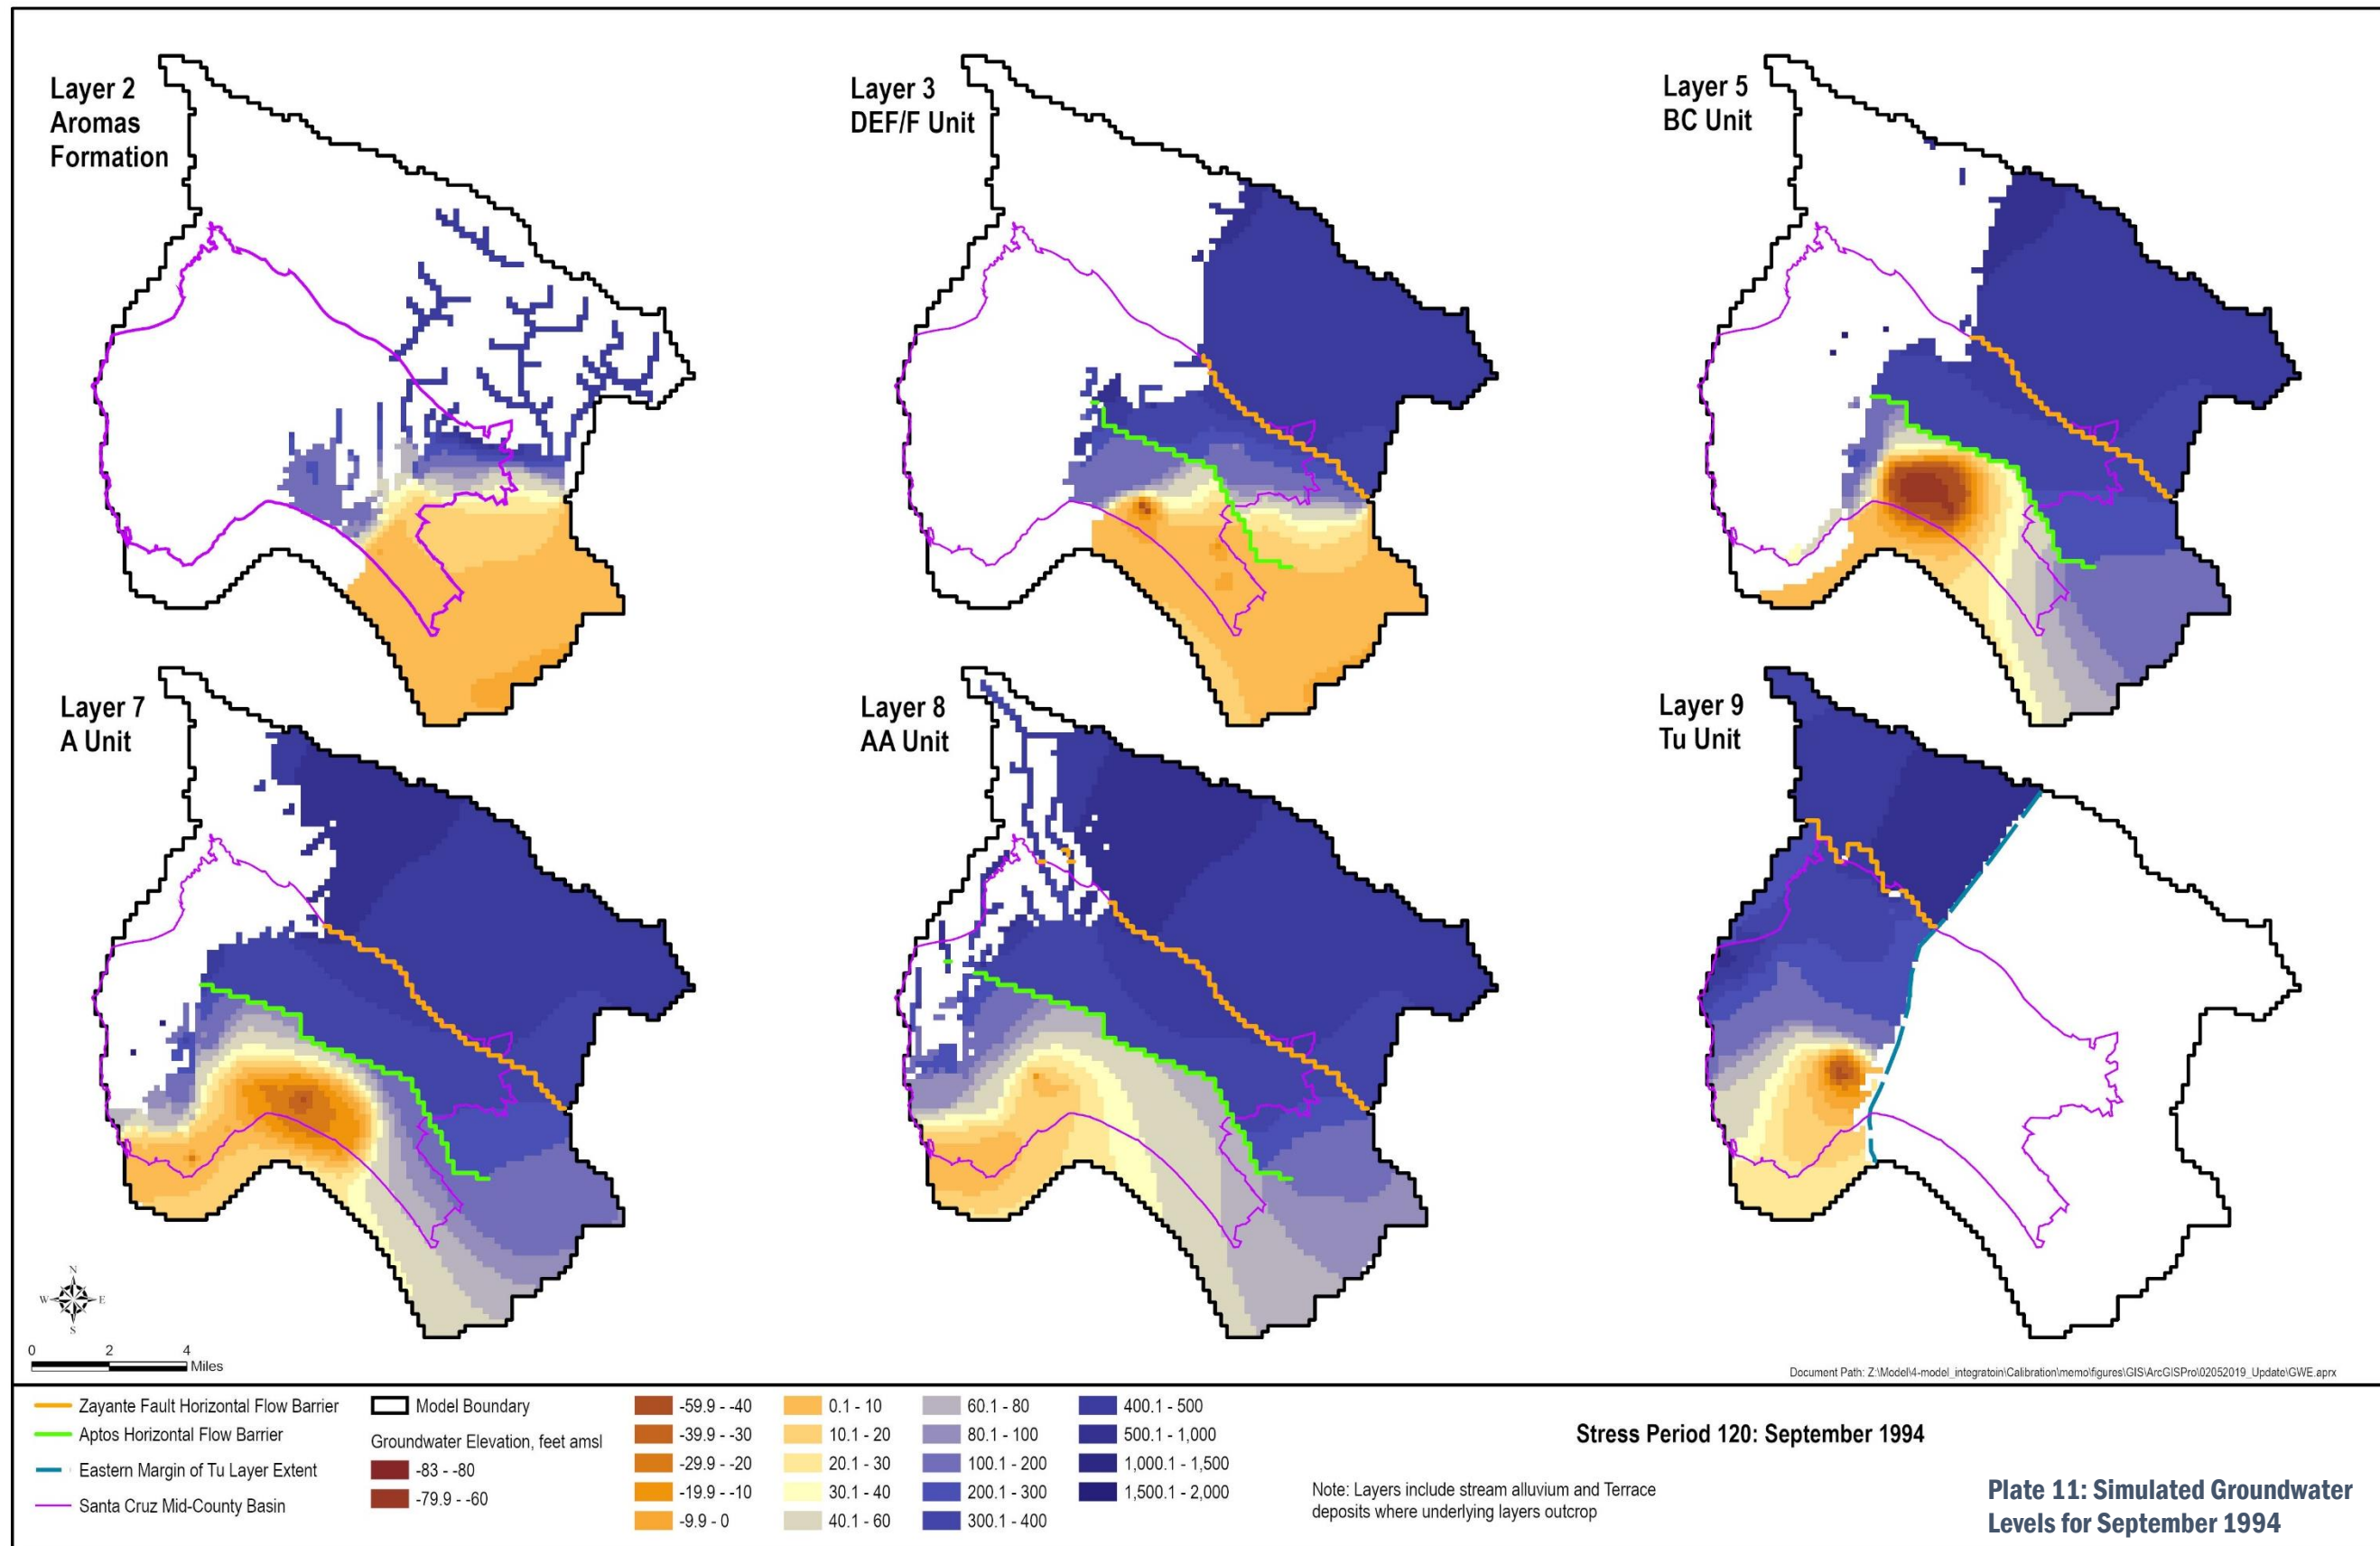 Layer 2
Aromas
Formation
Layer 3
DEF/F Unit
Layer 5
BC Unit
Layer 7
A Unit
Layer 8
AA Unit
Layer 9
Tu Unit
N
W E
S
0 2 4
Miles
Document Path: Z:\Model\4-model_integratoin\Calibration\memo\figures\GIS\ArcGISPro\02052019_Update\GWE.aprx
Zayante Fault Horizontal Flow Barrier
Aptos Horizontal Flow Barrier
Eastern Margin of Tu Layer Extent
Santa Cruz Mid-County Basin
Model Boundary
Groundwater Elevation, feet amsl
-83 - -80
-79.9 - -60
-59.9 - -40
-39.9 - -30
-29.9 - -20
-19.9 - -10
-9.9 - 0
0.1 - 10
10.1 - 20
20.1 - 30
30.1 - 40
40.1 - 60
60.1 - 80
80.1 - 100
100.1 - 200
200.1 - 300
300.1 - 400
400.1 - 500
500.1 - 1,000
1,000.1 - 1,500
1,500.1 - 2,000
Stress Period 120: September 1994
Note: Layers include stream alluvium and Terrace
deposits where underlying layers outcrop
Plate 11: Simulated Groundwater
Levels for September 1994